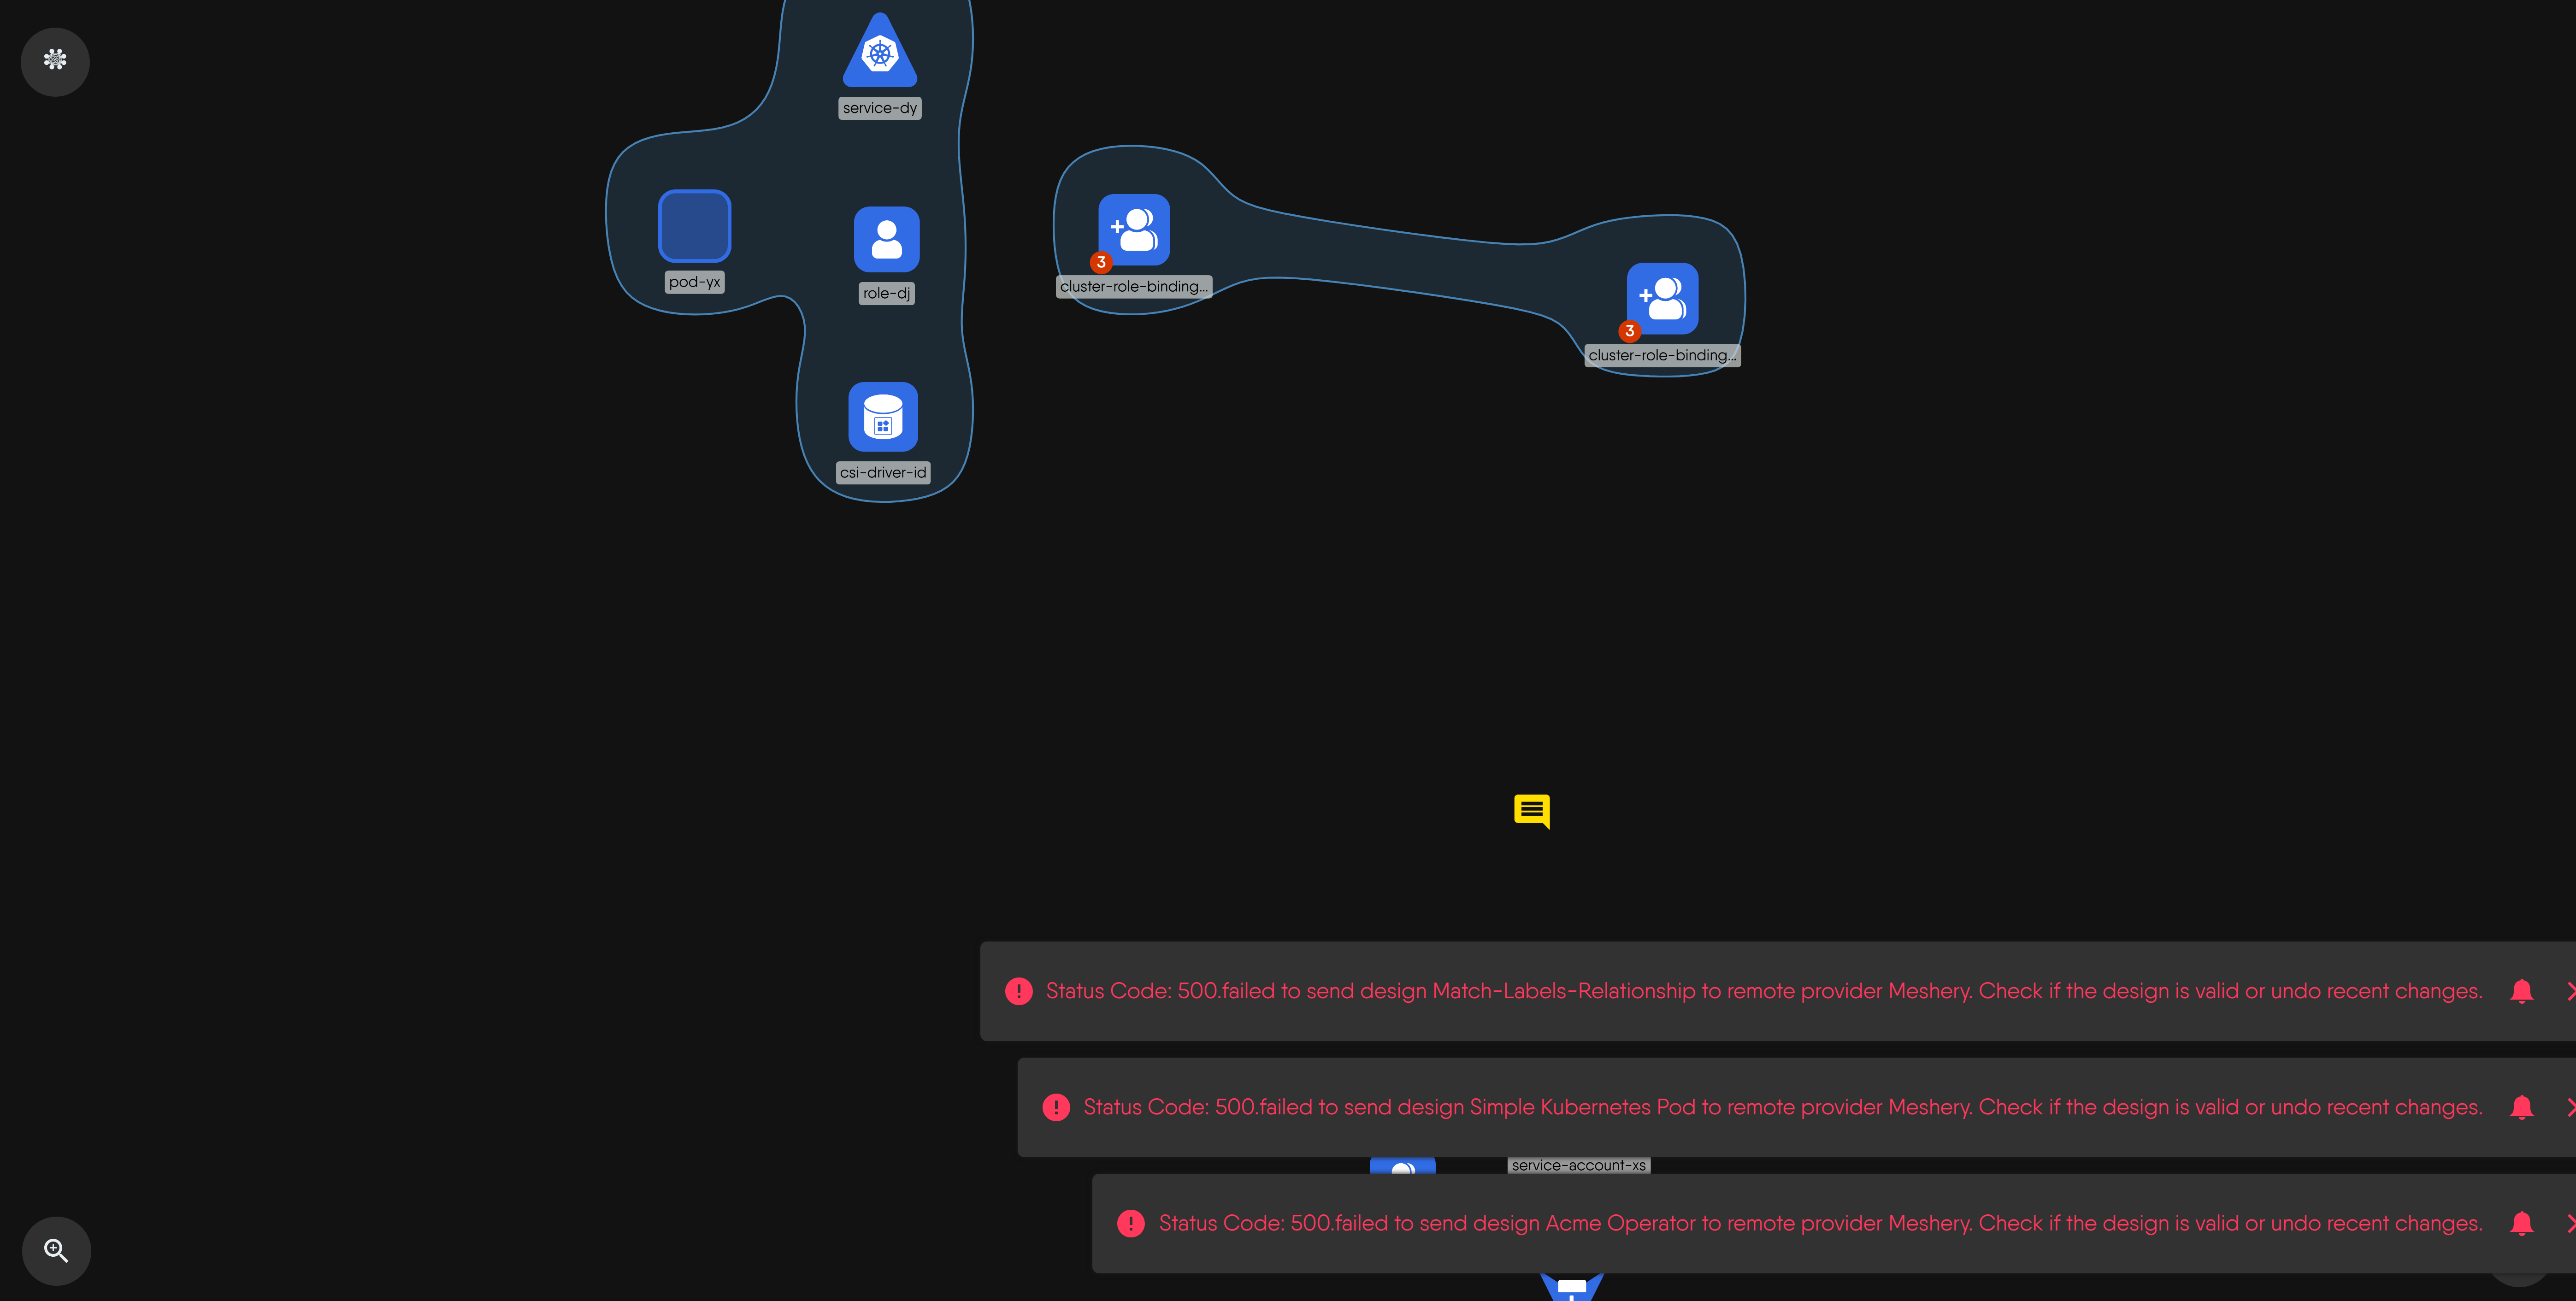 service-dy
pod-yx
role-dj
3
cluster-role-binding...
3
cluster-role-binding...
csi-driver-id
Status Code: 500.failed to send design Match-Labels-Relationship to remote provider Meshery. Check if the design is valid or undo recent changes.
Status Code: 500.failed to send design Simple Kubernetes Pod to remote provider Meshery. Check if the design is valid or undo recent changes.
service-account-xs
Status Code: 500.failed to send design Acme Operator to remote provider Meshery. Check if the design is valid or undo recent changes.